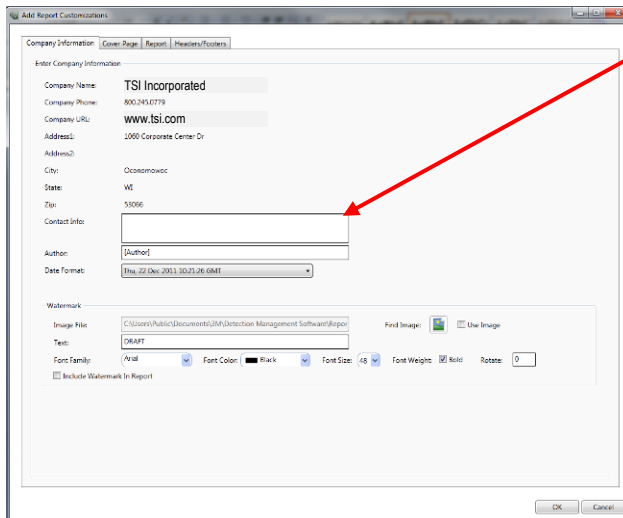 Add Report Customizations
Company Information Cover Page Report Headers/Footers
Enter Company Information
Company Name: TSI Incorporated
Company Phone: 800.245.0779
Company URL: www.tsi.com
Address1: 1060 Corporate Center Dr
Address2:
City: Oconomowoc
State: WI
Zip: 53066
Contact Info:
Author: [Author]
Date Format: Thu, 22 Dec 2011 10:21:26 GMT
Watermark
Image File: C:\Users\Public\Documents\3M\Detection Management Software\Repor Find Image: Use Image
Text: DRAFT
Font Family: Arial Font Color: Black Font Size: 48 Font Weight: Bold Rotate: 0
Include Watermark In Report
OK Cancel